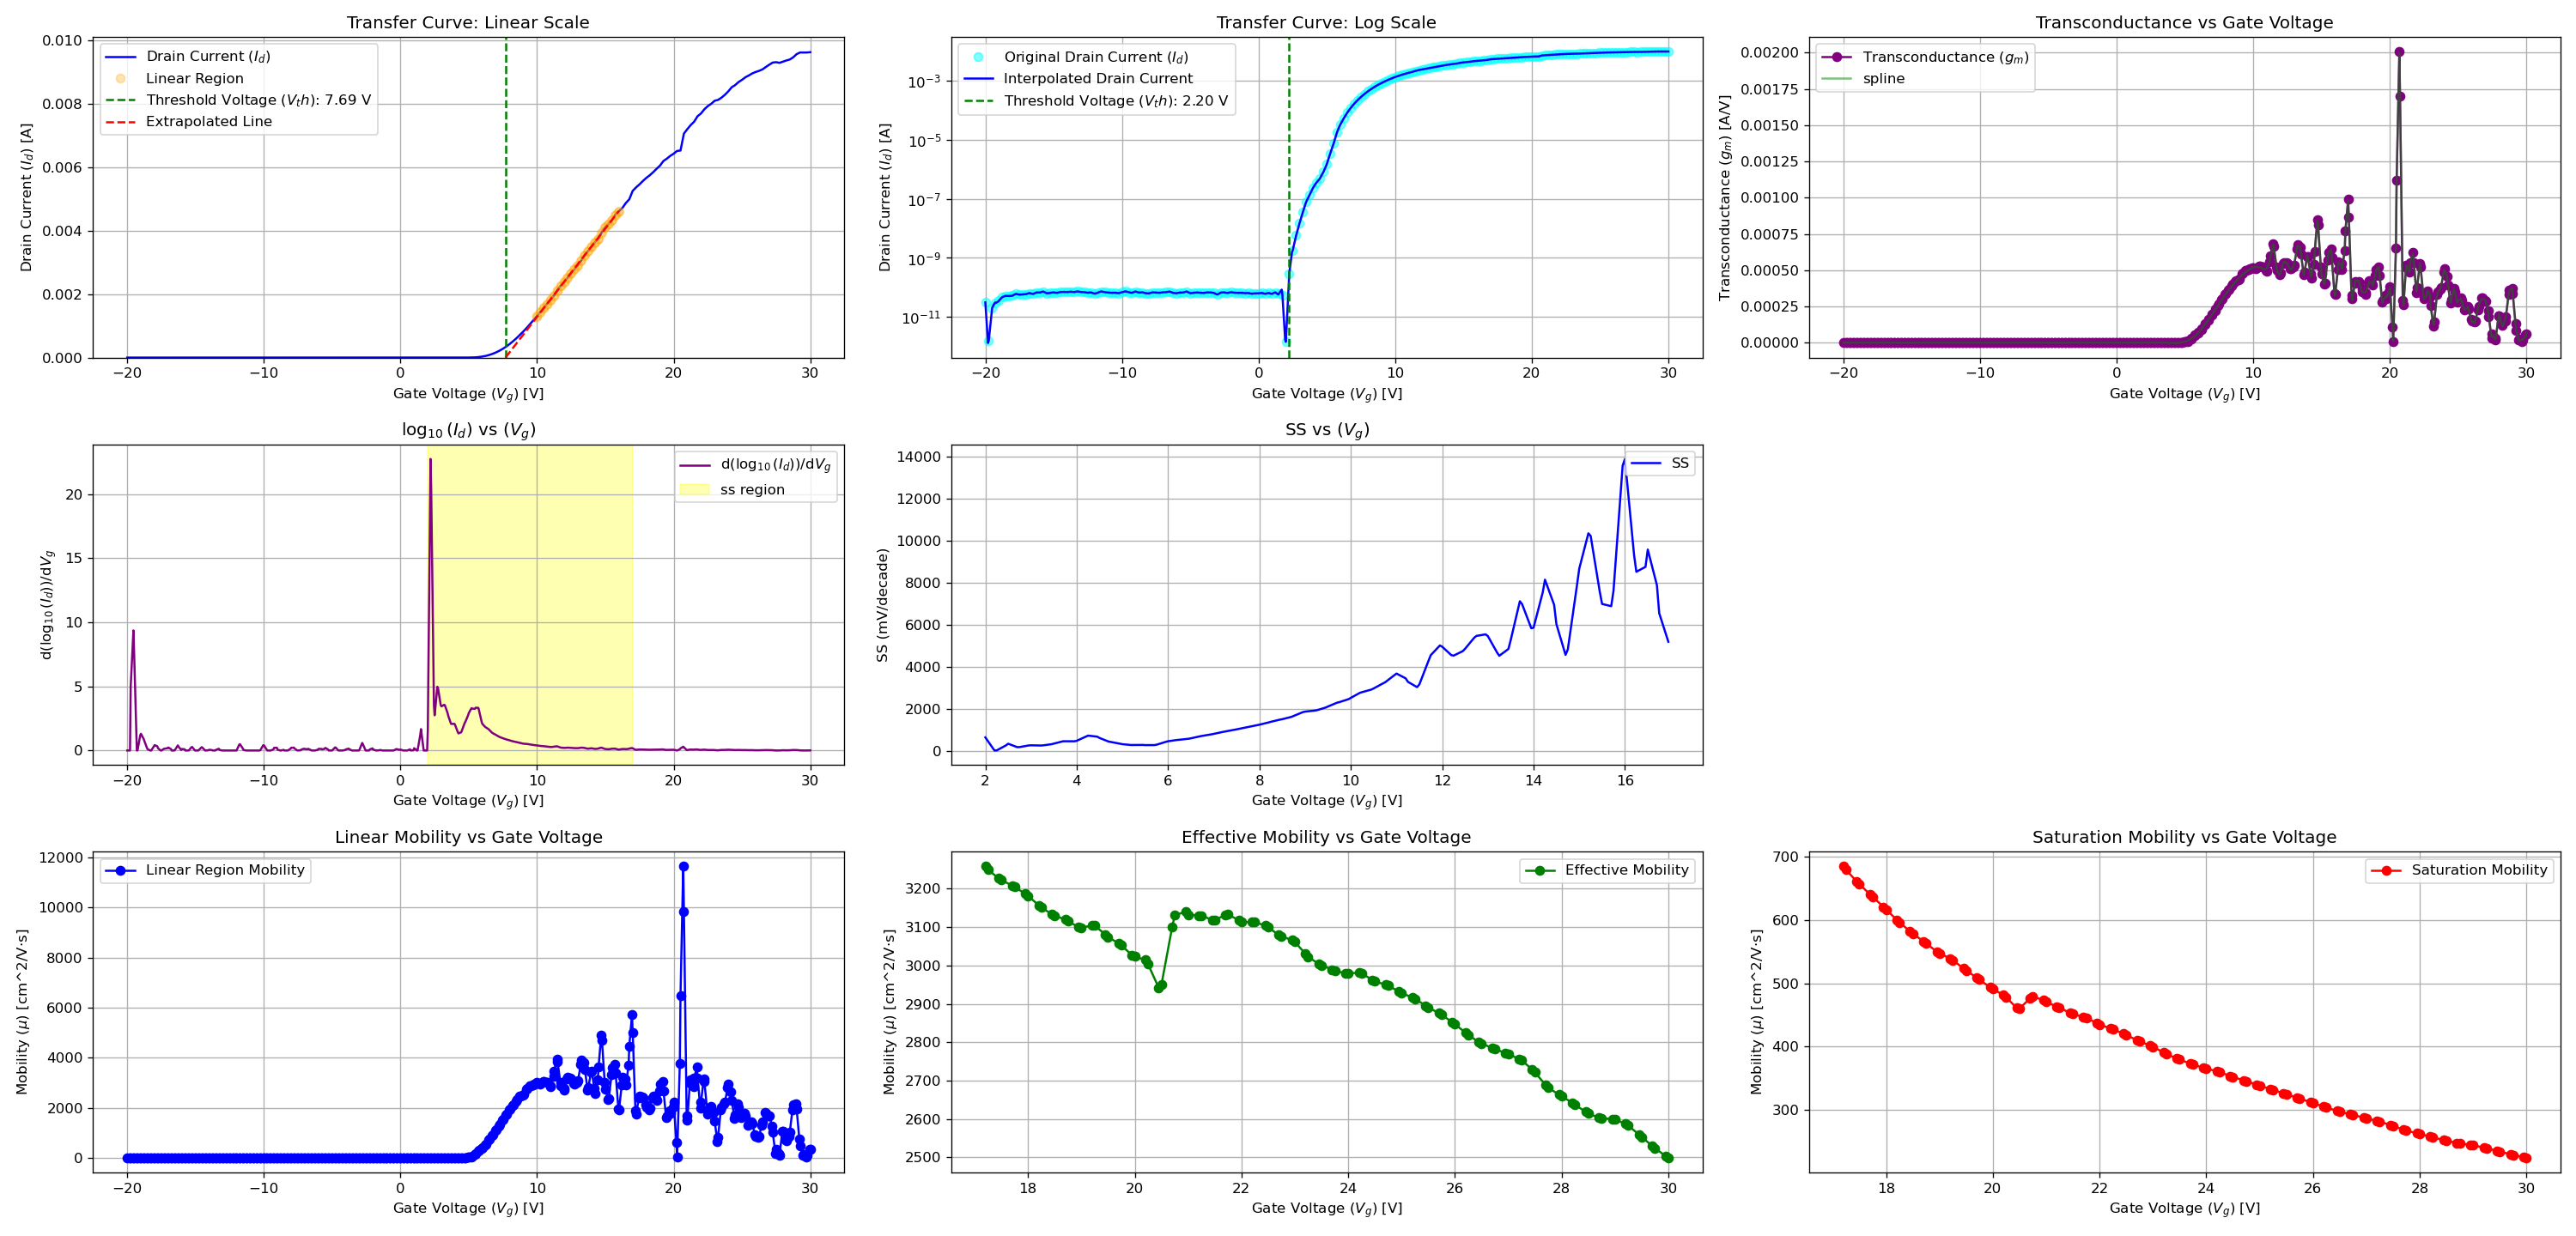 Transfer Curve: Linear Scale
0.010
0.008
0.006
0.004
0.002
0.000
Drain Current (I_d) [A]
Drain Current (I_d)
Linear Region
Threshold Voltage (V_th): 7.69 V
Extrapolated Line
−20 −10 0 10 20 30
Gate Voltage (V_g) [V]
Transfer Curve: Log Scale
10^−3
10^−5
10^−7
10^−9
10^−11
Drain Current (I_d) [A]
Original Drain Current (I_d)
Interpolated Drain Current
Threshold Voltage (V_th): 2.20 V
−20 −10 0 10 20 30
Gate Voltage (V_g) [V]
Transconductance vs Gate Voltage
0.00200
0.00175
0.00150
0.00125
0.00100
0.00075
0.00050
0.00025
0.00000
Transconductance (g_m) [A/V]
Transconductance (g_m)
spline
−20 −10 0 10 20 30
Gate Voltage (V_g) [V]
log_10(I_d) vs (V_g)
20
15
10
5
0
d(log_10(I_d))/dV_g
d(log_10(I_d))/dV_g
ss region
−20 −10 0 10 20 30
Gate Voltage (V_g) [V]
SS vs (V_g)
14000
12000
10000
8000
6000
4000
2000
0
SS (mV/decade)
SS
2 4 6 8 10 12 14 16
Gate Voltage (V_g) [V]
Linear Mobility vs Gate Voltage
12000
10000
8000
6000
4000
2000
0
Mobility (μ) [cm^2/V·s]
Linear Region Mobility
−20 −10 0 10 20 30
Gate Voltage (V_g) [V]
Effective Mobility vs Gate Voltage
3200
3100
3000
2900
2800
2700
2600
2500
Mobility (μ) [cm^2/V·s]
Effective Mobility
18 20 22 24 26 28 30
Gate Voltage (V_g) [V]
Saturation Mobility vs Gate Voltage
700
600
500
400
300
Mobility (μ) [cm^2/V·s]
Saturation Mobility
18 20 22 24 26 28 30
Gate Voltage (V_g) [V]